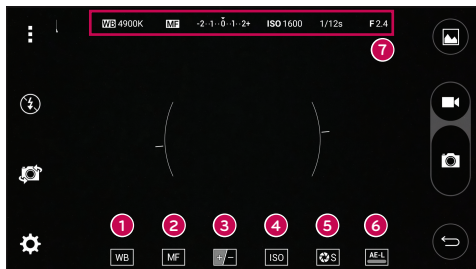 WB 4900K MF -2··1··0··1··2+ ISO 1600 1/12s F 2.4
7
1 2 3 4 5 6
WB MF +/- ISO S AE-L